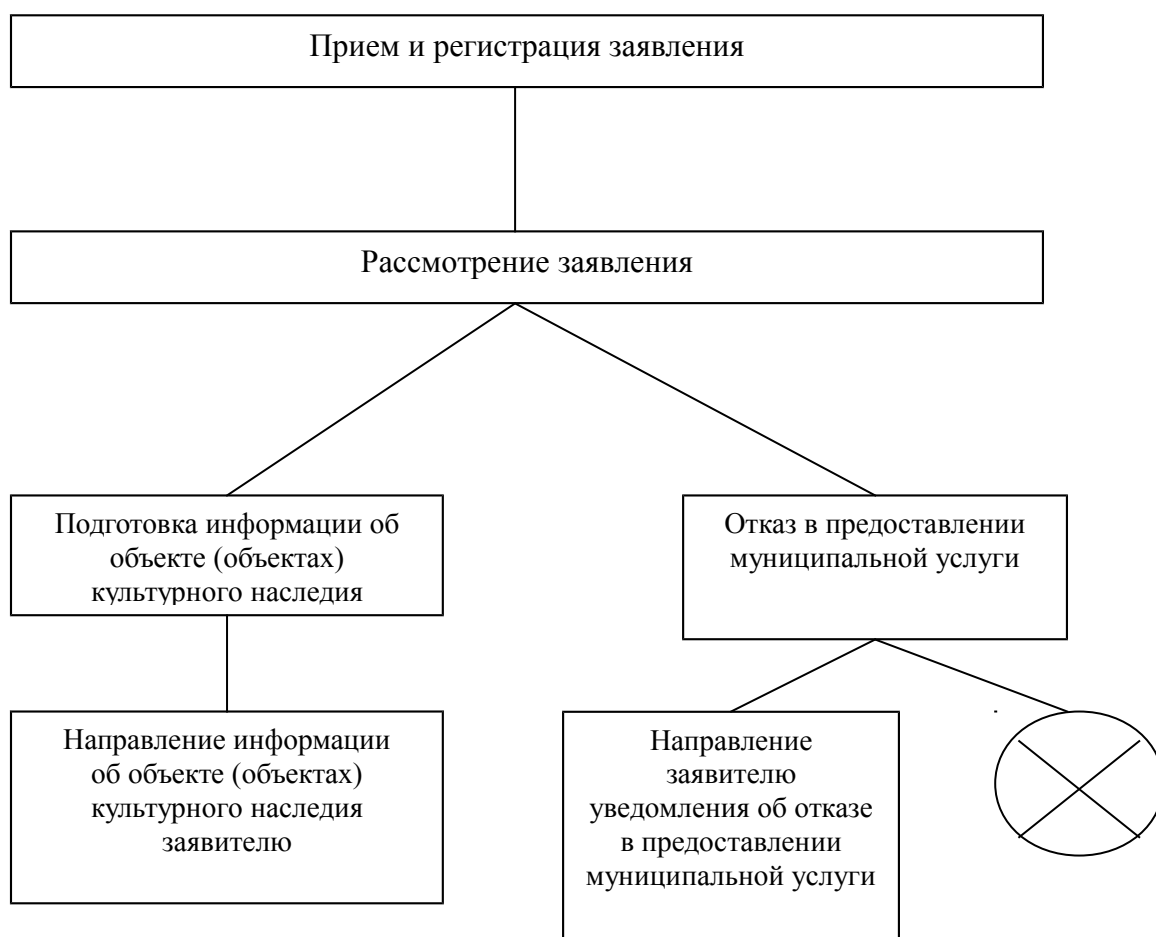 Прием и регистрация заявления
Рассмотрение заявления
Подготовка информации об
объекте (объектах)
культурного наследия
Отказ в предоставлении
муниципальной услуги
Направление информации
об объекте (объектах)
культурного наследия
заявителю
Направление
заявителю
уведомления об отказе
в предоставлении
муниципальной услуги